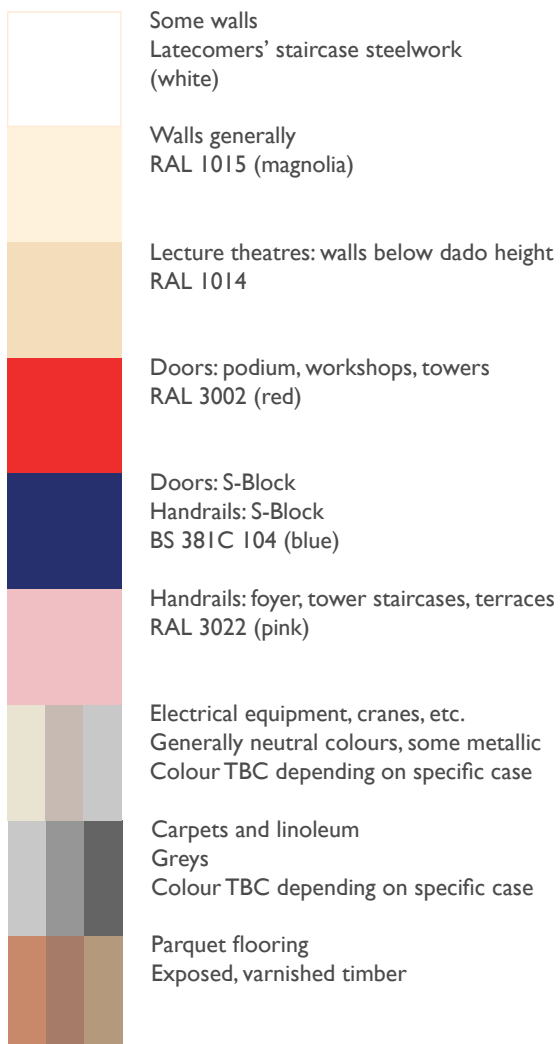 Some walls
Latecomers’ staircase steelwork
(white)
Walls generally
RAL 1015 (magnolia)
Lecture theatres: walls below dado height
RAL 1014
Doors: podium, workshops, towers
RAL 3002 (red)
Doors: S-Block
Handrails: S-Block
BS 381C 104 (blue)
Handrails: foyer, tower staircases, terraces
RAL 3022 (pink)
Electrical equipment, cranes, etc.
Generally neutral colours, some metallic
Colour TBC depending on specific case
Carpets and linoleum
Greys
Colour TBC depending on specific case
Parquet flooring
Exposed, varnished timber